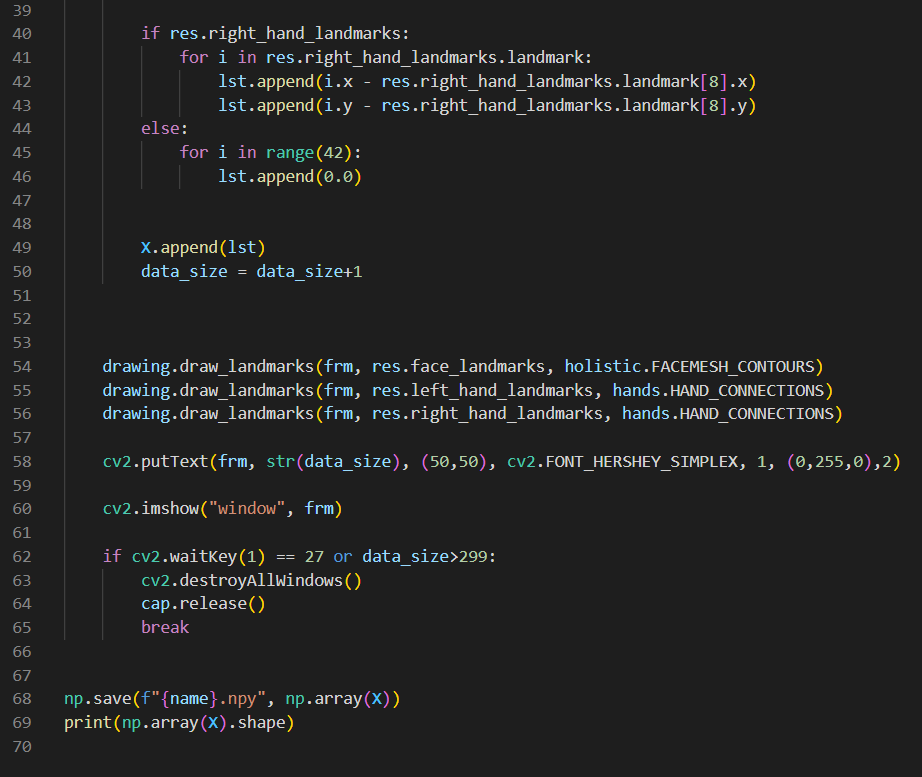 39
40 if res.right_hand_landmarks:
41 for i in res.right_hand_landmarks.landmark:
42 lst.append(i.x - res.right_hand_landmarks.landmark[8].x)
43 lst.append(i.y - res.right_hand_landmarks.landmark[8].y)
44 else:
45 for i in range(42):
46 lst.append(0.0)
47
48
49 X.append(lst)
50 data_size = data_size+1
51
52
53
54 drawing.draw_landmarks(frm, res.face_landmarks, holistic.FACEMESH_CONTOURS)
55 drawing.draw_landmarks(frm, res.left_hand_landmarks, hands.HAND_CONNECTIONS)
56 drawing.draw_landmarks(frm, res.right_hand_landmarks, hands.HAND_CONNECTIONS)
57
58 cv2.putText(frm, str(data_size), (50,50), cv2.FONT_HERSHEY_SIMPLEX, 1, (0,255,0),2)
59
60 cv2.imshow("window", frm)
61
62 if cv2.waitKey(1) == 27 or data_size>299:
63 cv2.destroyAllWindows()
64 cap.release()
65 break
66
67
68 np.save(f"{name}.npy", np.array(X))
69 print(np.array(X).shape)
70